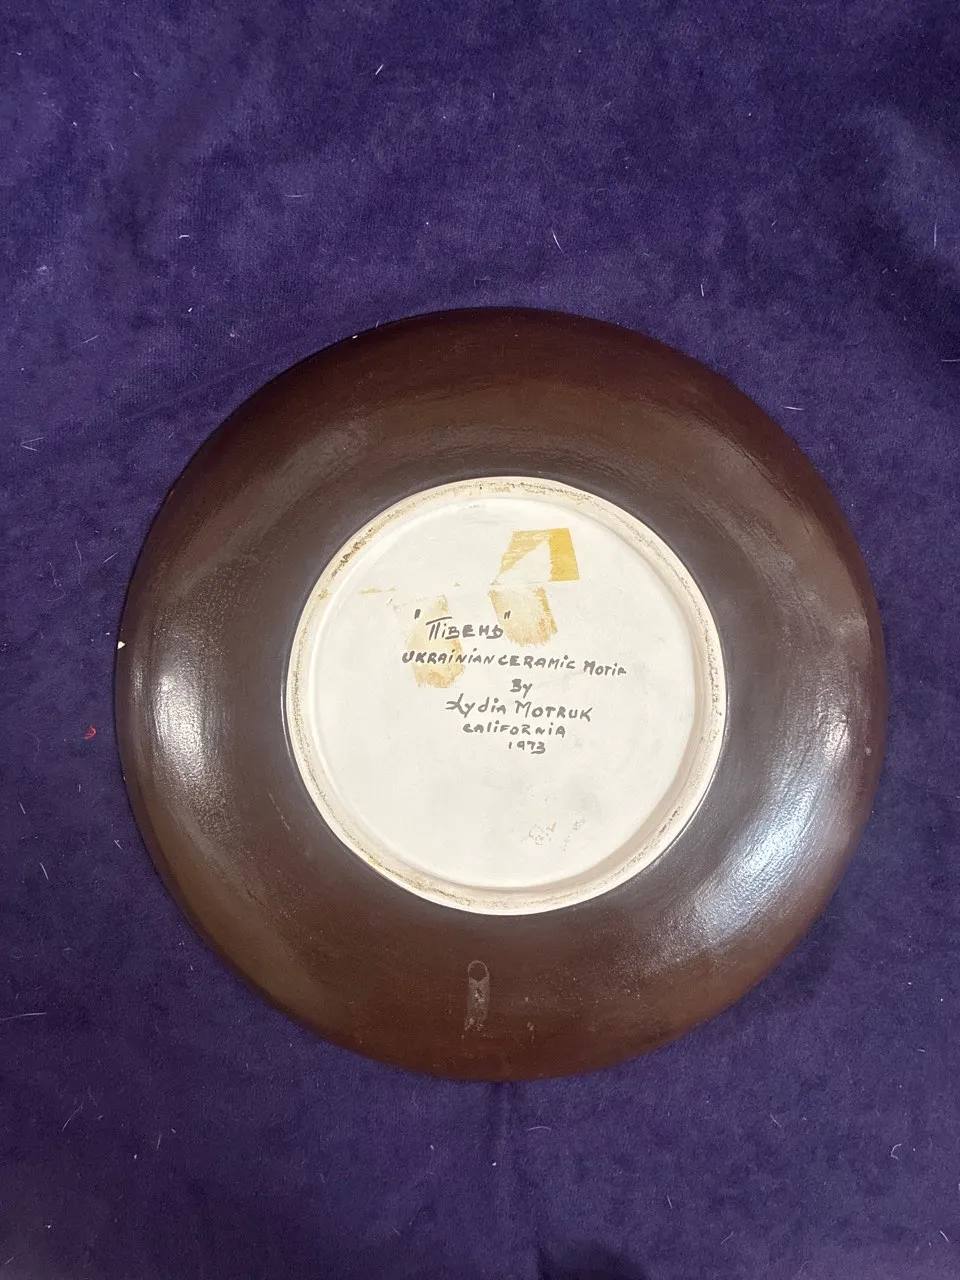 "Півень"
UKRAINIAN CERAMIC MOTIF
By
Lydia MOTRUK
CALIFORNIA
1973